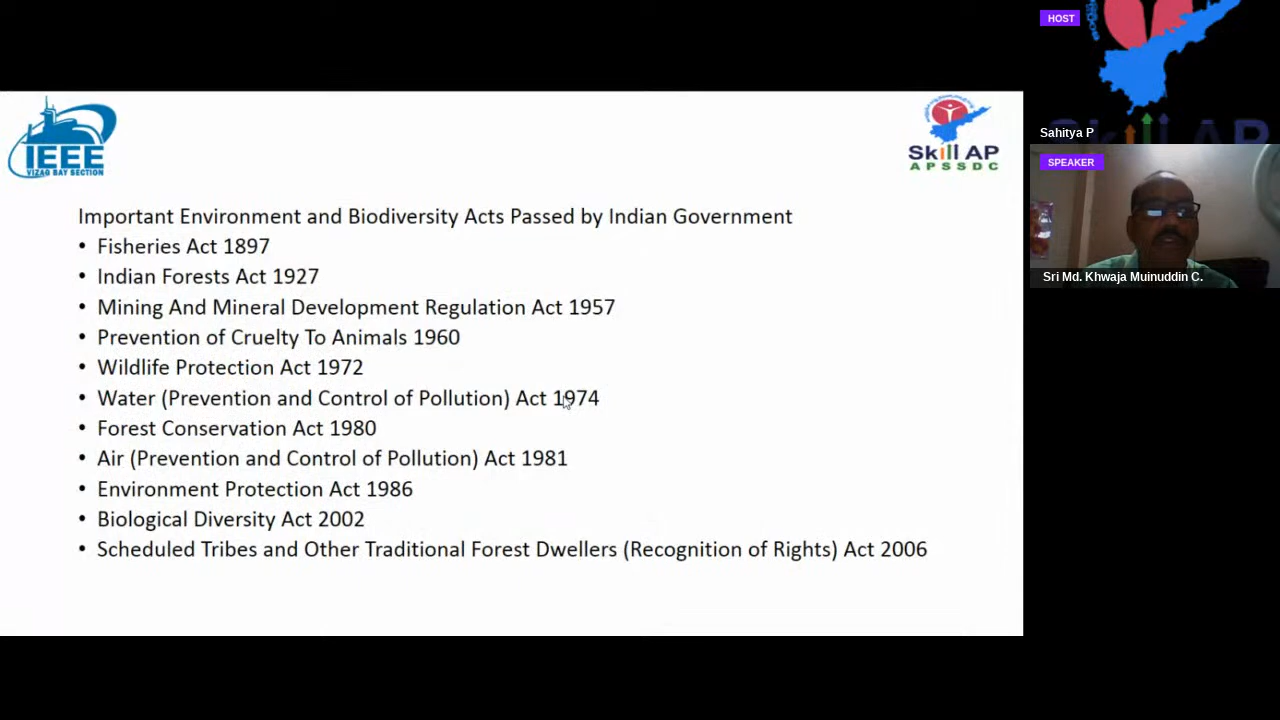 HOST
Sahitya P
SPEAKER
Sri Md. Khwaja Muinuddin C.
IEEE
VIZAG BAY SECTION
Skill AP
APSSDC
Important Environment and Biodiversity Acts Passed by Indian Government
• Fisheries Act 1897
• Indian Forests Act 1927
• Mining And Mineral Development Regulation Act 1957
• Prevention of Cruelty To Animals 1960
• Wildlife Protection Act 1972
• Water (Prevention and Control of Pollution) Act 1974
• Forest Conservation Act 1980
• Air (Prevention and Control of Pollution) Act 1981
• Environment Protection Act 1986
• Biological Diversity Act 2002
• Scheduled Tribes and Other Traditional Forest Dwellers (Recognition of Rights) Act 2006